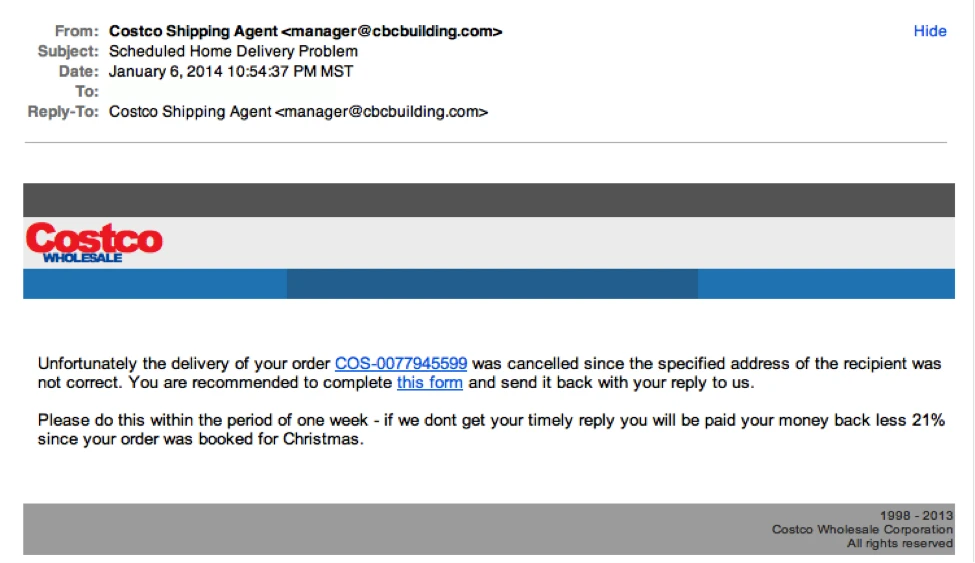 From: Costco Shipping Agent <manager@cbcbuilding.com> Hide
Subject: Scheduled Home Delivery Problem
Date: January 6, 2014 10:54:37 PM MST
To:
Reply-To: Costco Shipping Agent <manager@cbcbuilding.com>
Costco
WHOLESALE
Unfortunately the delivery of your order COS-0077945599 was cancelled since the specified address of the recipient was
not correct. You are recommended to complete this form and send it back with your reply to us.
Please do this within the period of one week - if we dont get your timely reply you will be paid your money back less 21%
since your order was booked for Christmas.
1998 - 2013
Costco Wholesale Corporation
All rights reserved